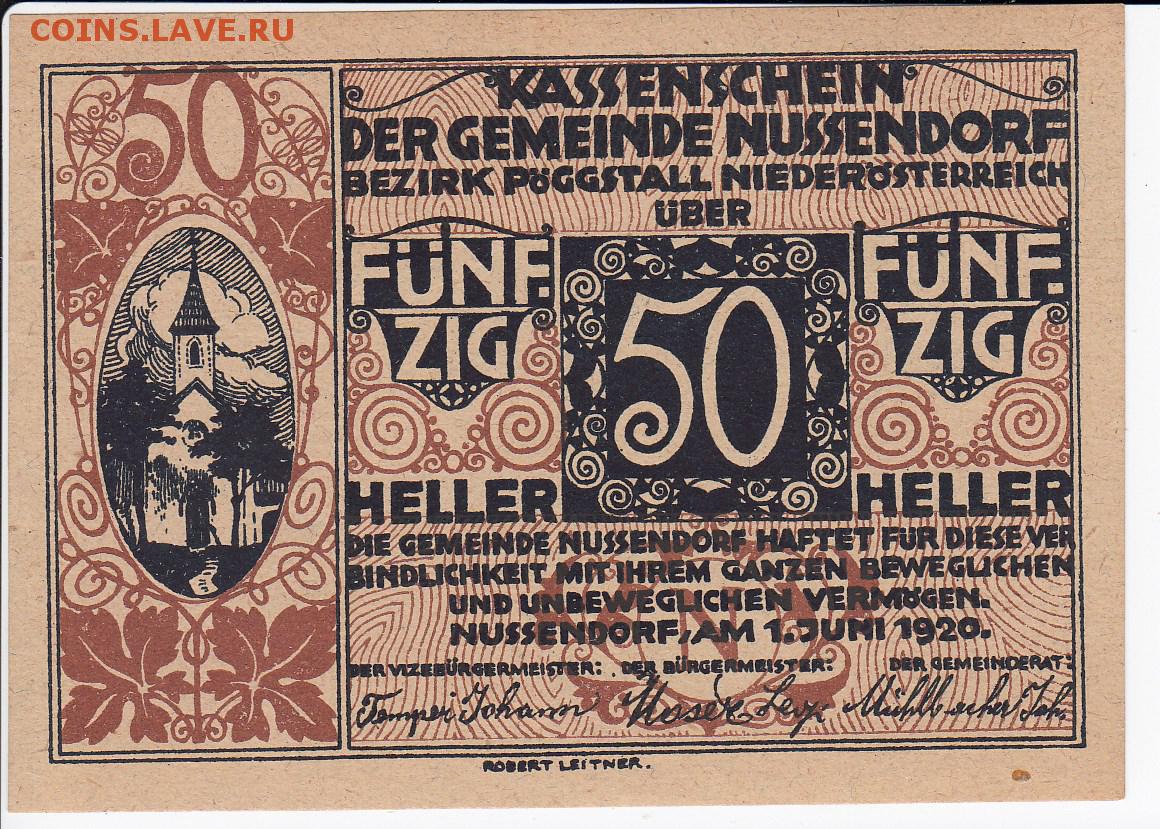 COINS.LAVE.RU
50
KASSENSCHEIN
DER GEMEINDE NUSSENDORF
BEZIRK PÖGGSTALL NIEDERÖSTERREICH
ÜBER
FÜNF-
ZIG
50
FÜNF-
ZIG
HELLER
HELLER
DIE GEMEINDE NUSSENDORF HAFTET FÜR DIESE VER
BINDLICHKEIT MIT IHREM GANZEN BEWEGLICHEN
UND UNBEWEGLICHEN VERMÖGEN.
NUSSENDORF, AM 1. JUNI 1920.
DER VIZEBÜRGERMEISTER: DER BÜRGERMEISTER: DER GEMEINDERAT:
Johann Mühlbacher Joh.
ROBERT LEITNER.